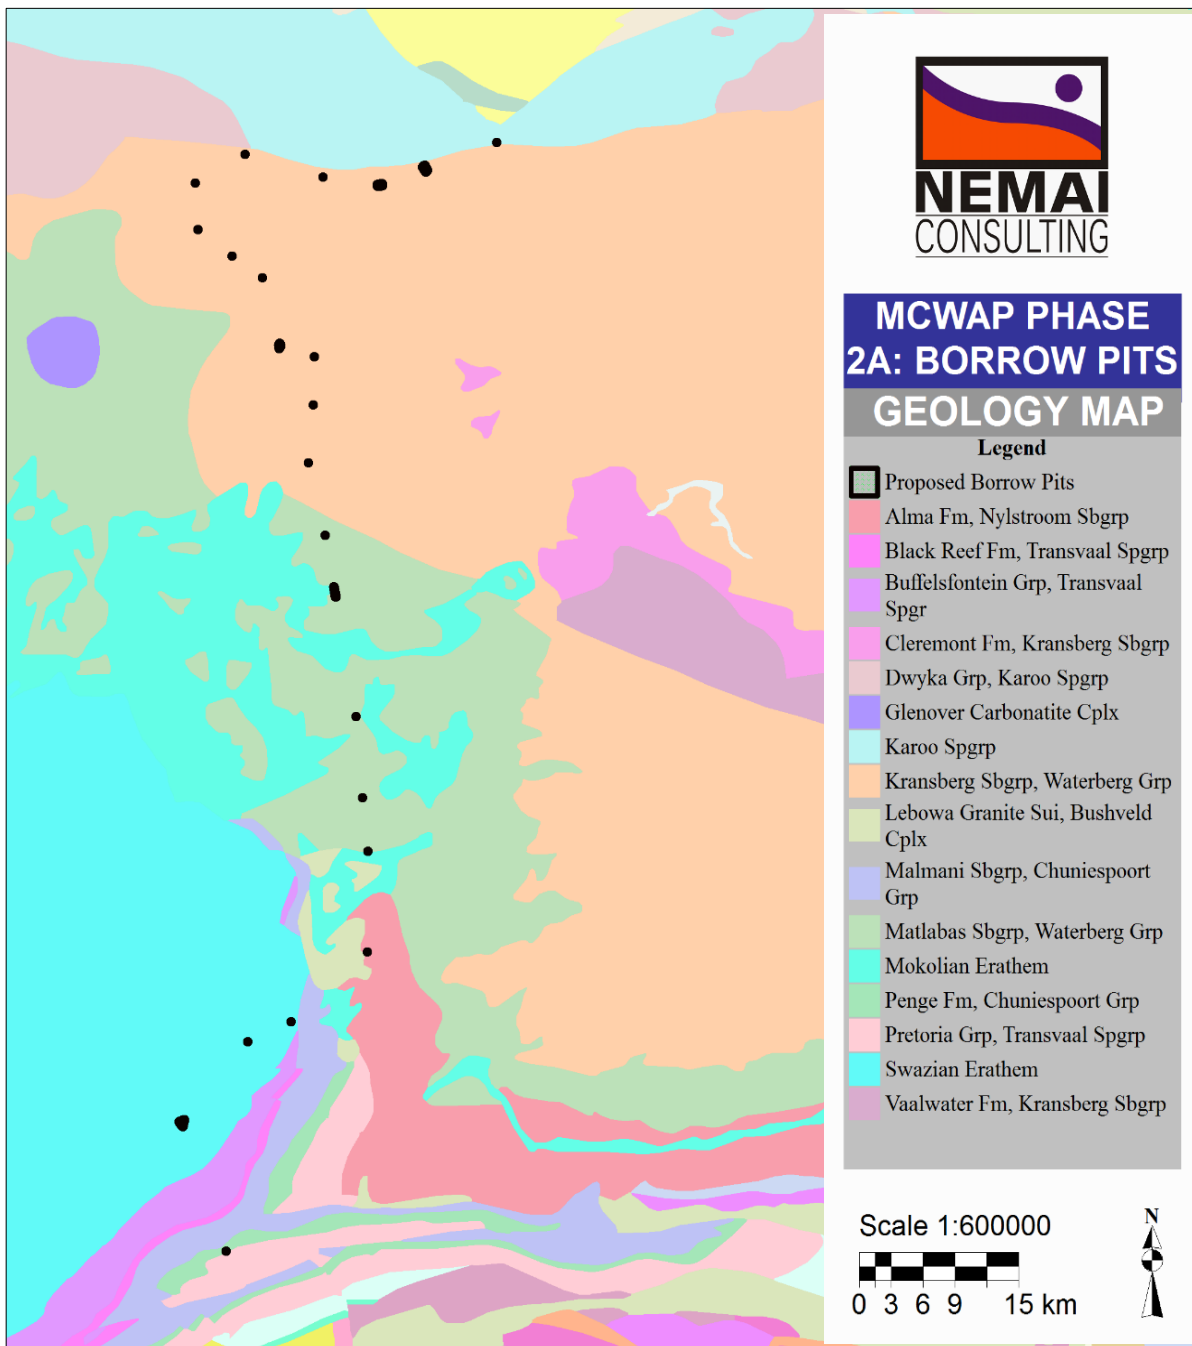 NEMAI
CONSULTING
MCWAP PHASE
2A: BORROW PITS
GEOLOGY MAP
Legend
Proposed Borrow Pits
Alma Fm, Nylstroom Sbgrp
Black Reef Fm, Transvaal Spgrp
Buffelsfontein Grp, Transvaal
Spgr
Cleremont Fm, Kransberg Sbgrp
Dwyka Grp, Karoo Spgrp
Glenover Carbonatite Cplx
Karoo Spgrp
Kransberg Sbgrp, Waterberg Grp
Lebowa Granite Sui, Bushveld
Cplx
Malmani Sbgrp, Chuniespoort
Grp
Matlabas Sbgrp, Waterberg Grp
Mokolian Erathem
Penge Fm, Chuniespoort Grp
Pretoria Grp, Transvaal Spgrp
Swazian Erathem
Vaalwater Fm, Kransberg Sbgrp
Scale 1:600000
0 3 6 9 15 km
N